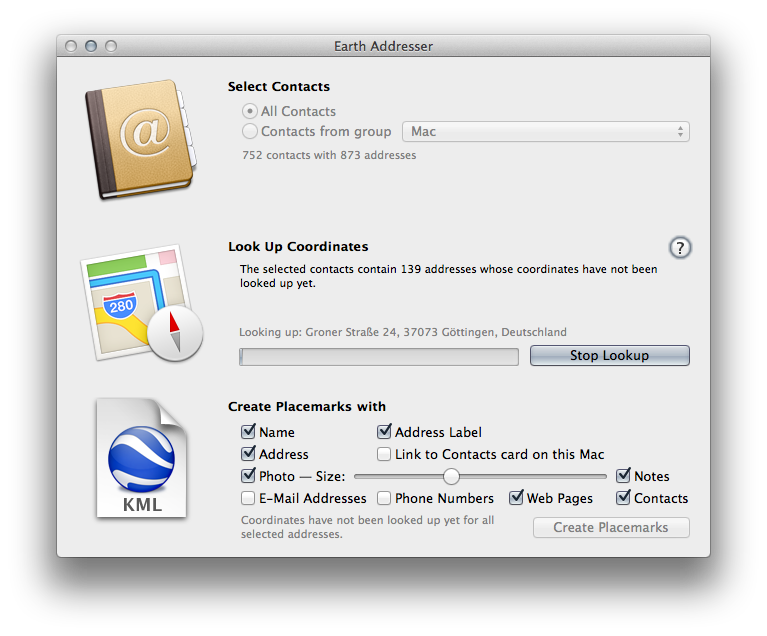 Earth Addresser
Select Contacts
All Contacts
Contacts from group
Mac
752 contacts with 873 addresses
@
Look Up Coordinates
?
The selected contacts contain 139 addresses whose coordinates have not been
looked up yet.
280
Looking up: Groner Straße 24, 37073 Göttingen, Deutschland
Stop Lookup
Create Placemarks with
Name
Address Label
Address
Link to Contacts card on this Mac
Photo — Size:
Notes
E-Mail Addresses
Phone Numbers
Web Pages
Contacts
KML
Coordinates have not been looked up yet for all
selected addresses.
Create Placemarks